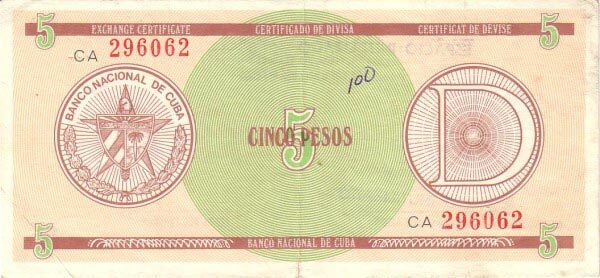 5 EXCHANGE CERTIFICATE CERTIFICADO DE DIVISA CERTIFICAT DE DEVISE 5
CA 296062
BANCO NACIONAL DE CUBA
100
5
CINCO PESOS
D
CA 296062
5 BANCO NACIONAL DE CUBA 5